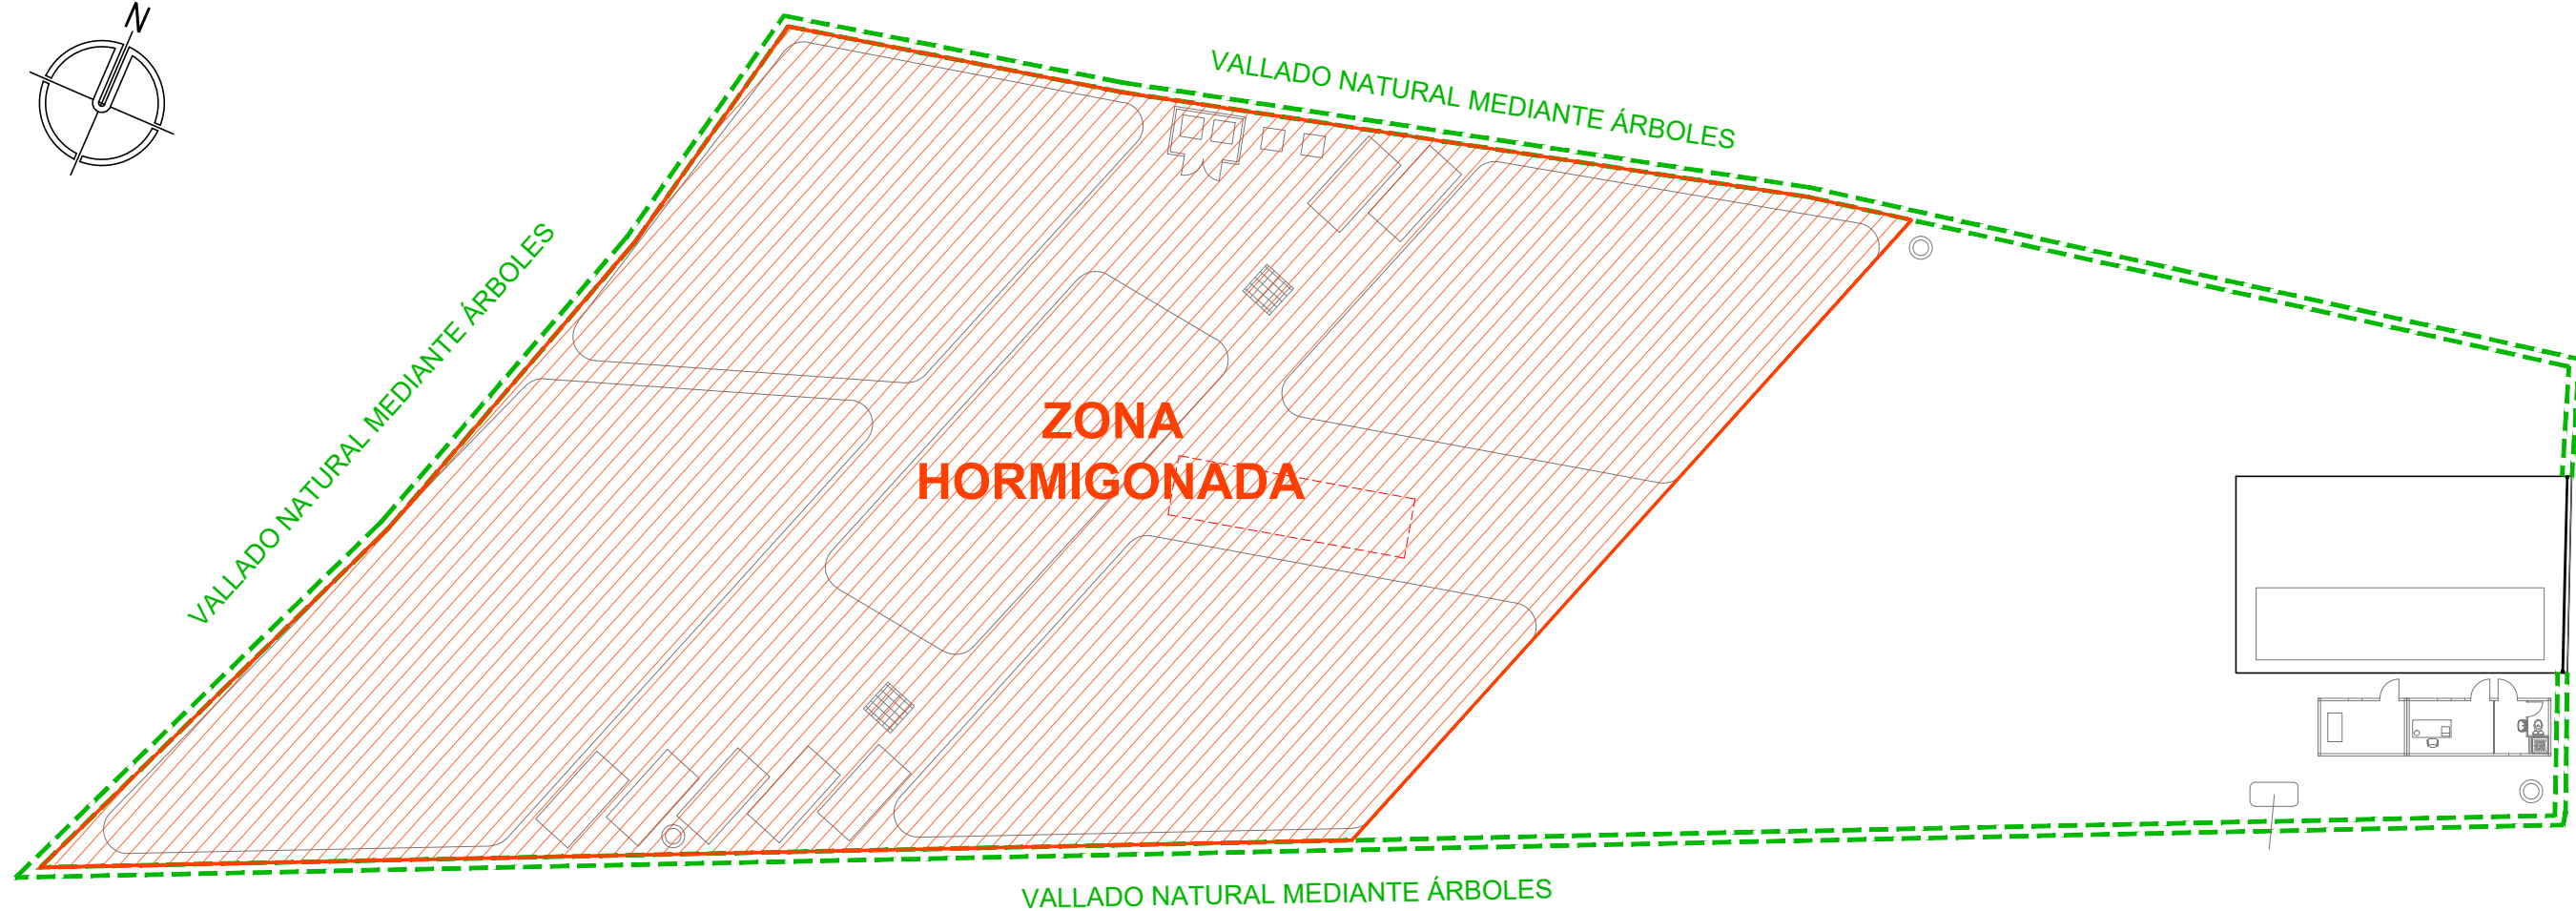 N
VALLADO NATURAL MEDIANTE ÁRBOLES
VALLADO NATURAL MEDIANTE ÁRBOLES
ZONA
HORMIGONADA
VALLADO NATURAL MEDIANTE ÁRBOLES